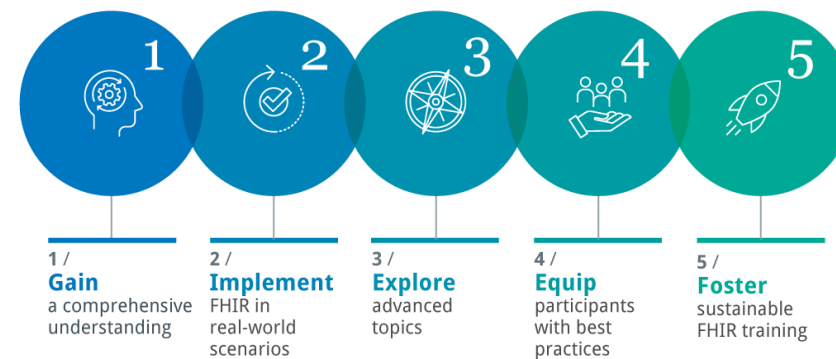 1
2
3
4
5
1 /
Gain
a comprehensive
understanding
2 /
Implement
FHIR in
real-world
scenarios
3 /
Explore
advanced
topics
4 /
Equip
participants
with best
practices
5 /
Foster
sustainable
FHIR training